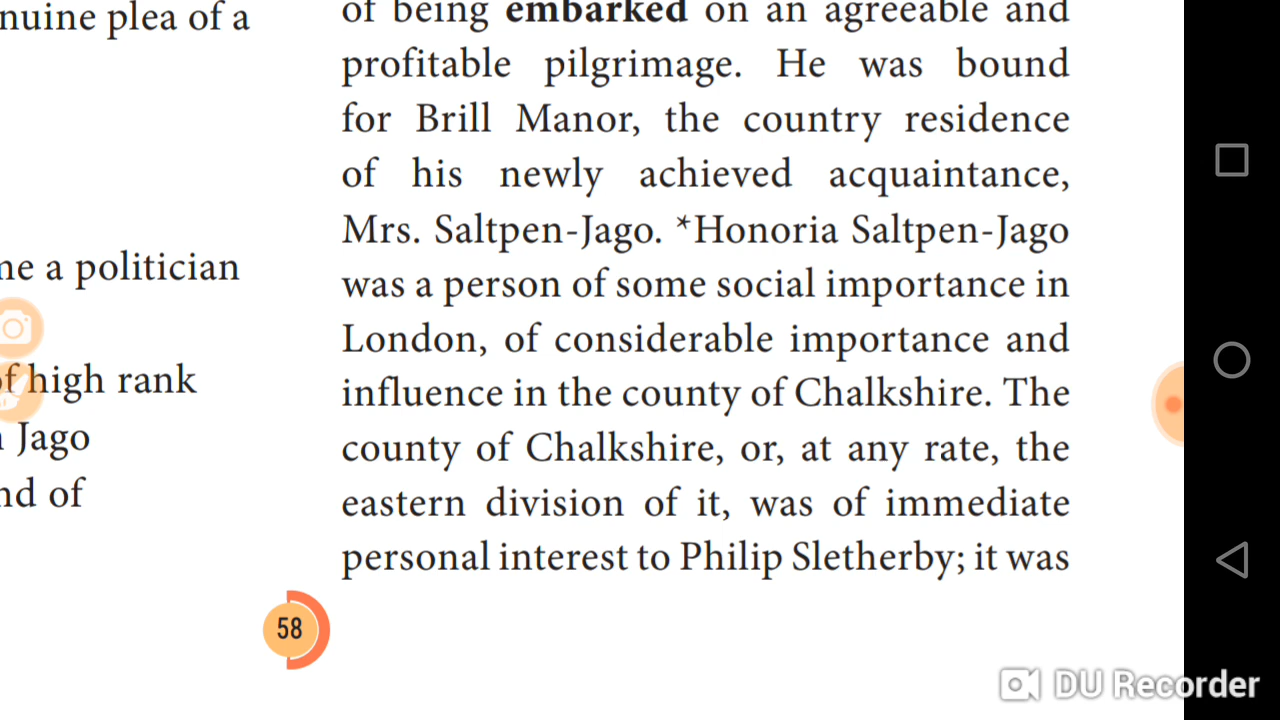 nuine plea of a
me a politician
of high rank
Jago
nd of
of being embarked on an agreeable and
profitable pilgrimage. He was bound
for Brill Manor, the country residence
of his newly achieved acquaintance,
Mrs. Saltpen-Jago. *Honoria Saltpen-Jago
was a person of some social importance in
London, of considerable importance and
influence in the county of Chalkshire. The
county of Chalkshire, or, at any rate, the
eastern division of it, was of immediate
personal interest to Philip Sletherby; it was
58
DU Recorder